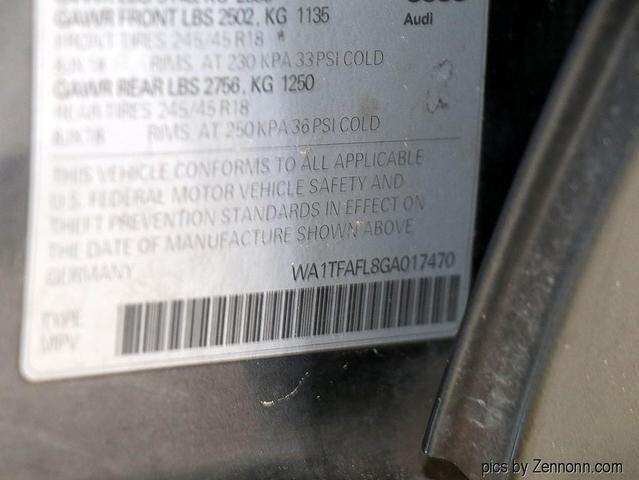 Audi
GAWR FRONT LBS 2502, KG 1135
FRONT TIRES 245/45 R18
RIMS AT 230 KPA 33 PSI COLD
GAWR REAR LBS 2756, KG 1250
REAR TIRES 245/45 R18
RIMS AT 250 KPA 36 PSI COLD
THIS VEHICLE CONFORMS TO ALL APPLICABLE
U.S. FEDERAL MOTOR VEHICLE SAFETY AND
THEFT PREVENTION STANDARDS IN EFFECT ON
THE DATE OF MANUFACTURE SHOWN ABOVE
GERMANY WA1TFAFL8GA017470
TYPE
MPV
pics by Zennonn.com